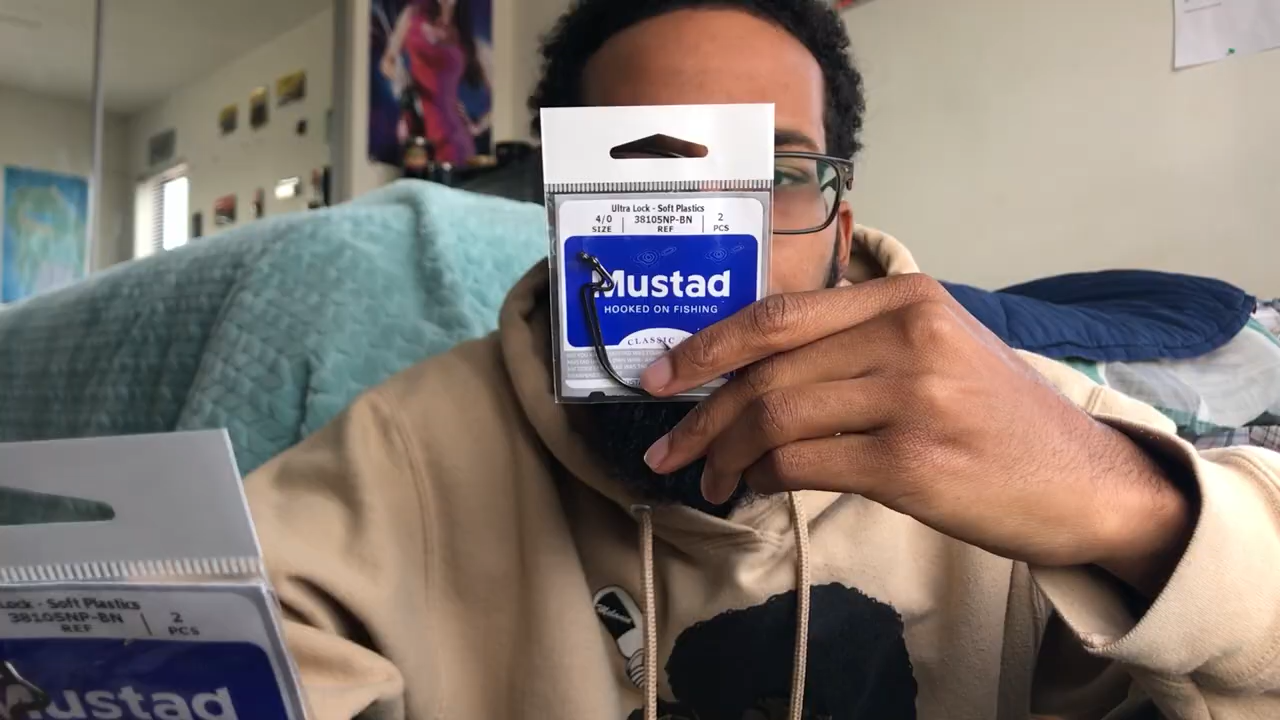 Ultra Lock - Soft Plastics
4/0 38105NP-BN 2
SIZE REF PCS
Mustad
HOOKED ON FISHING
CLASSIC
Lock - Soft Plastics
38105NP-BN 2
REF PCS
Mustad